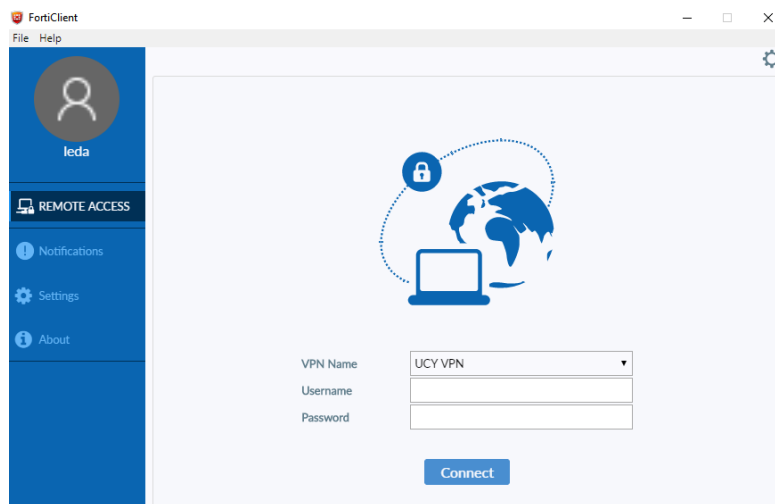 FortiClient
File Help
leda
REMOTE ACCESS
Notifications
Settings
About
VPN Name UCY VPN
Username
Password
Connect